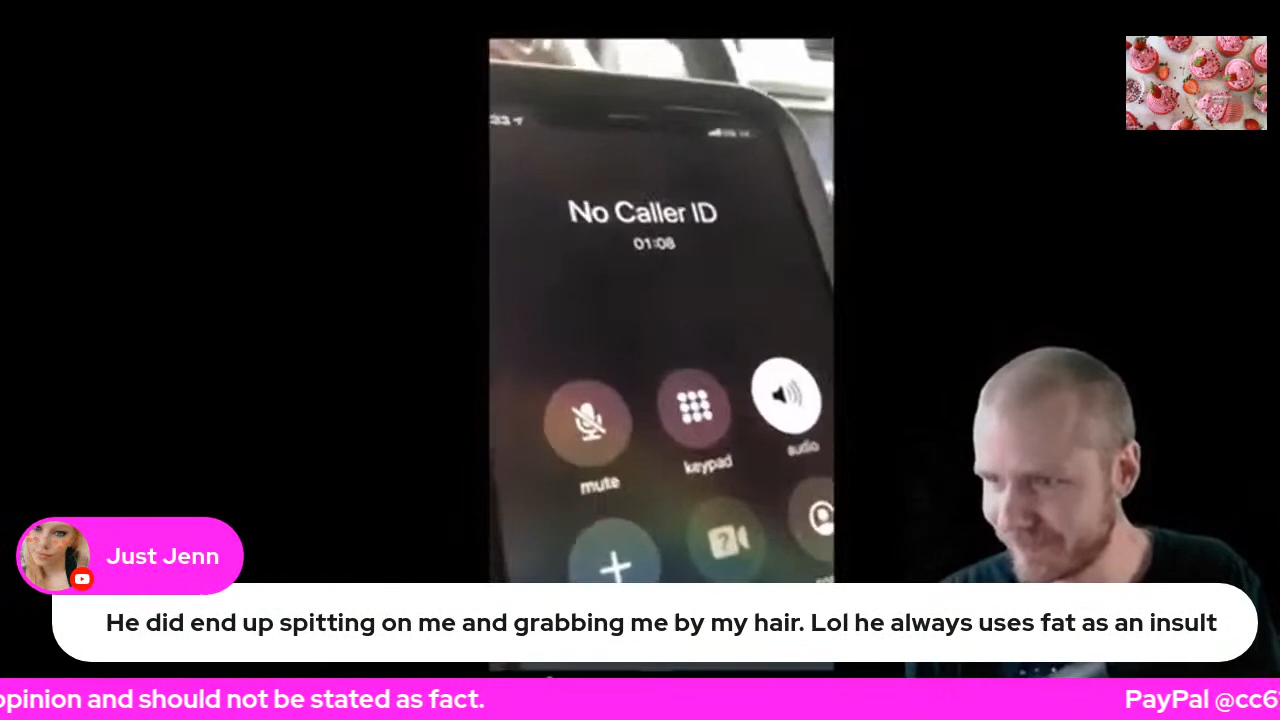 33
No Caller ID
01:08
mute
keypad
audio
?
Just Jenn
He did end up spitting on me and grabbing me by my hair. Lol he always uses fat as an insult
opinion and should not be stated as fact.
PayPal @cc6